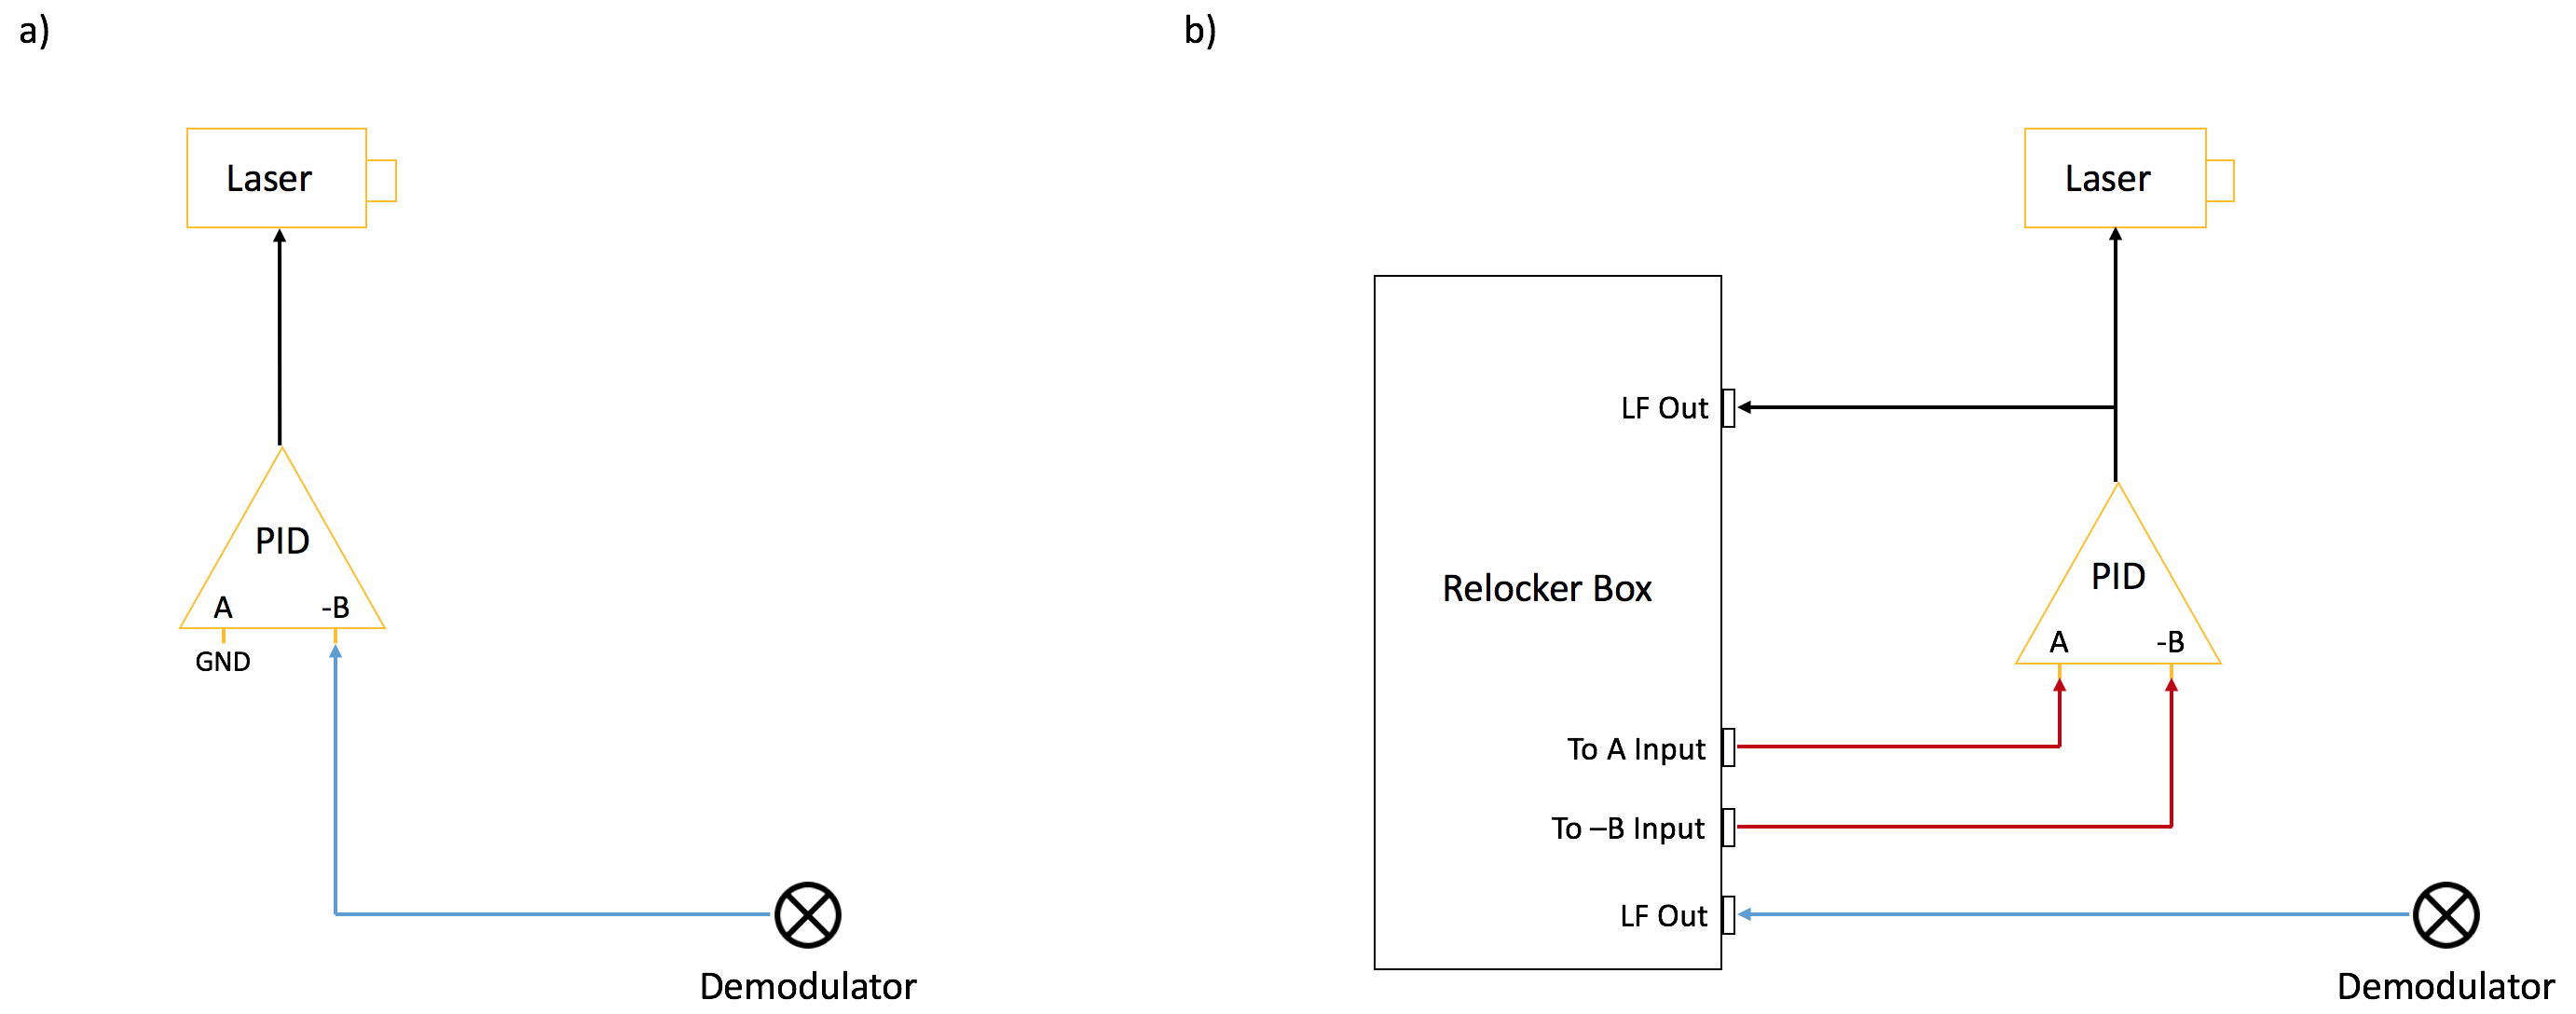 a)
Laser
PID
A
-B
GND
Demodulator
b)
Laser
LF Out
Relocker Box
PID
A
-B
To A Input
To –B Input
LF Out
Demodulator